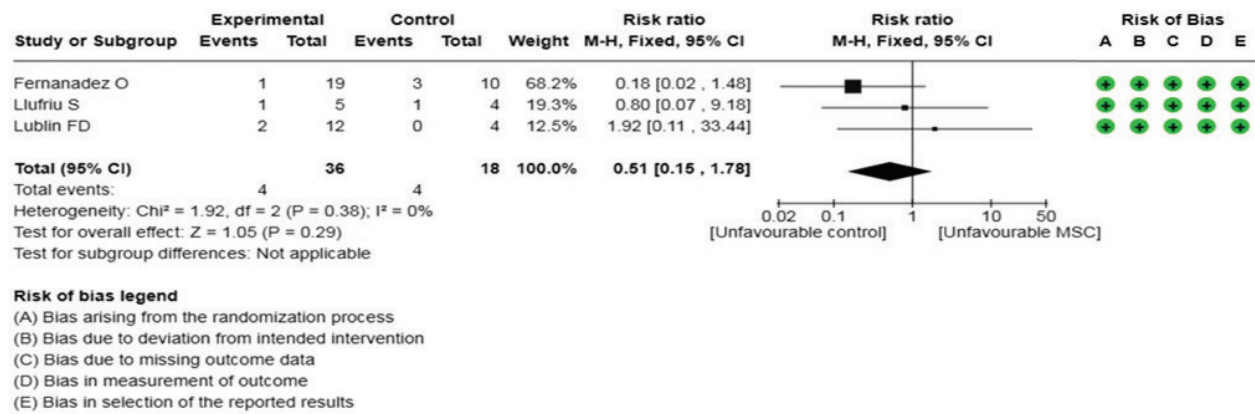 Experimental Control Risk ratio Risk ratio Risk of Bias
Study or Subgroup Events Total Events Total Weight M-H, Fixed, 95% CI M-H, Fixed, 95% CI A B C D E
Fernanadez O 1 19 3 10 68.2% 0.18 [0.02 , 1.48] + + + + +
Llufriu S 1 5 1 4 19.3% 0.80 [0.07 , 9.18] + + + + +
Lublin FD 2 12 0 4 12.5% 1.92 [0.11 , 33.44] + + + + +
Total (95% CI) 36 18 100.0% 0.51 [0.15 , 1.78]
Total events: 4 4
Heterogeneity: Chi² = 1.92, df = 2 (P = 0.38); I² = 0%
0.02 0.1 1 10 50
Test for overall effect: Z = 1.05 (P = 0.29)
[Unfavourable control] [Unfavourable MSC]
Test for subgroup differences: Not applicable
Risk of bias legend
(A) Bias arising from the randomization process
(B) Bias due to deviation from intended intervention
(C) Bias due to missing outcome data
(D) Bias in measurement of outcome
(E) Bias in selection of the reported results